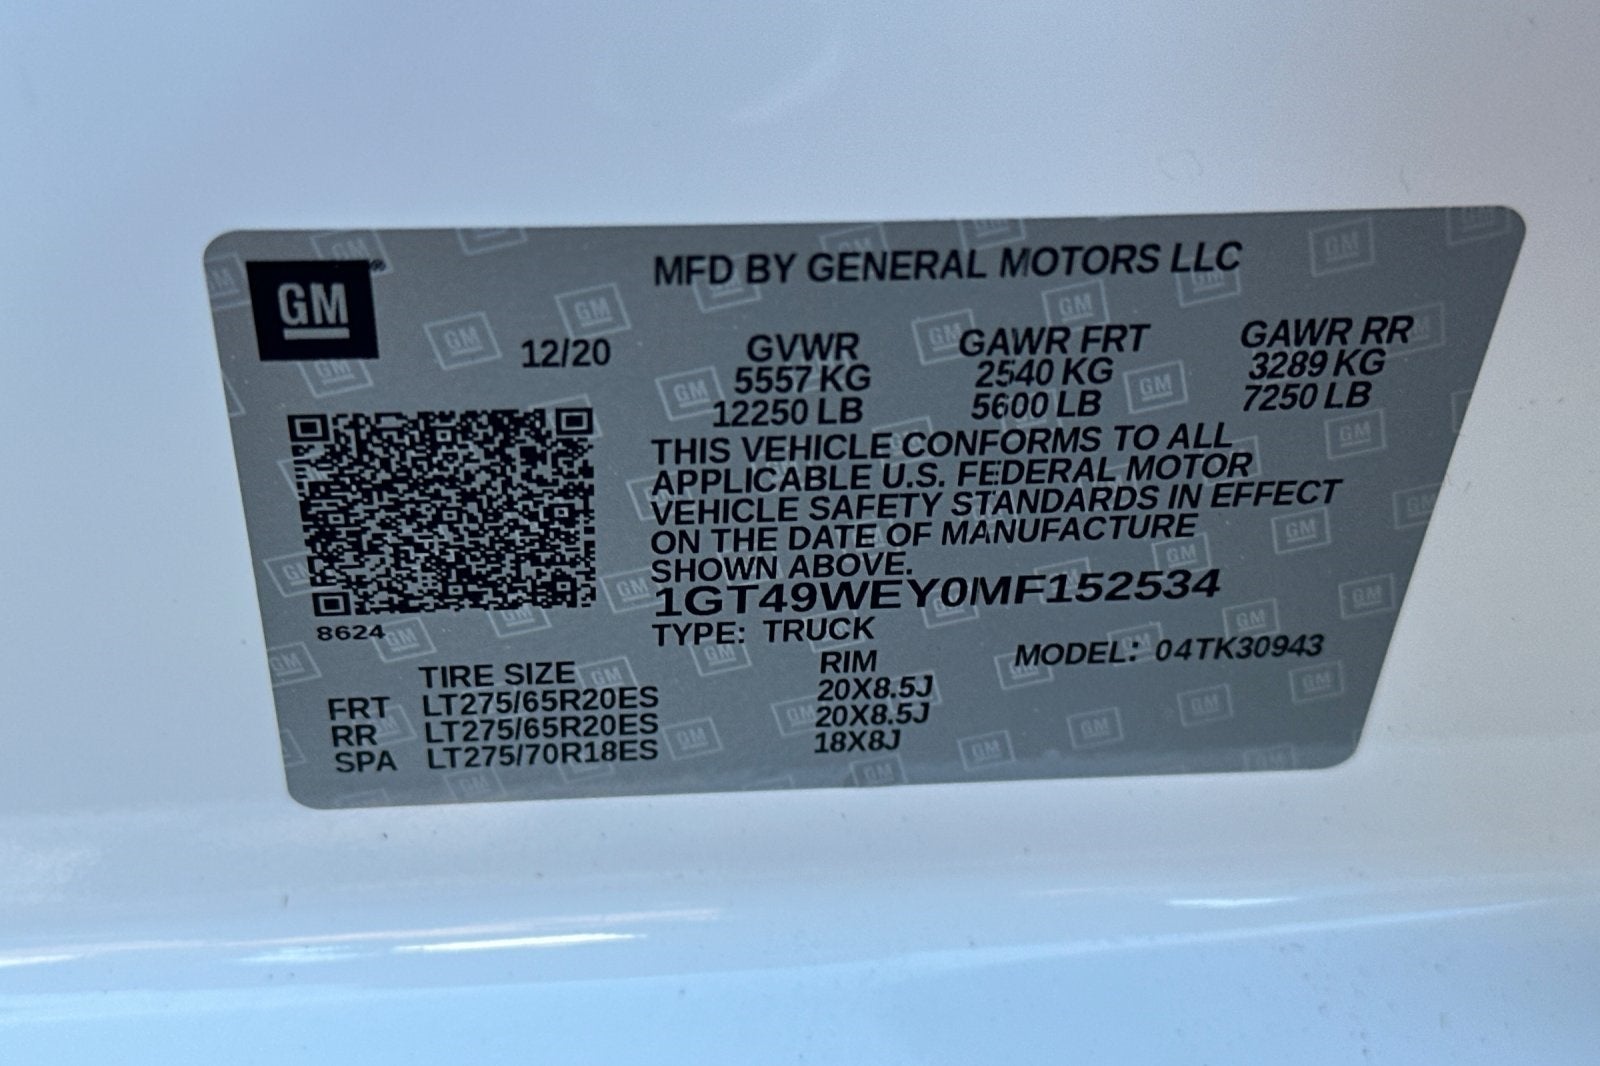 GM
MFD BY GENERAL MOTORS LLC
12/20 GVWR GAWR FRT GAWR RR
5557 KG 2540 KG 3289 KG
12250 LB 5600 LB 7250 LB
THIS VEHICLE CONFORMS TO ALL
APPLICABLE U.S. FEDERAL MOTOR
VEHICLE SAFETY STANDARDS IN EFFECT
ON THE DATE OF MANUFACTURE
SHOWN ABOVE.
1GT49WEY0MF152534
8624
TYPE: TRUCK
MODEL: 04TK30943
TIRE SIZE RIM
FRT LT275/65R20ES 20X8.5J
RR LT275/65R20ES 20X8.5J
SPA LT275/70R18ES 18X8J